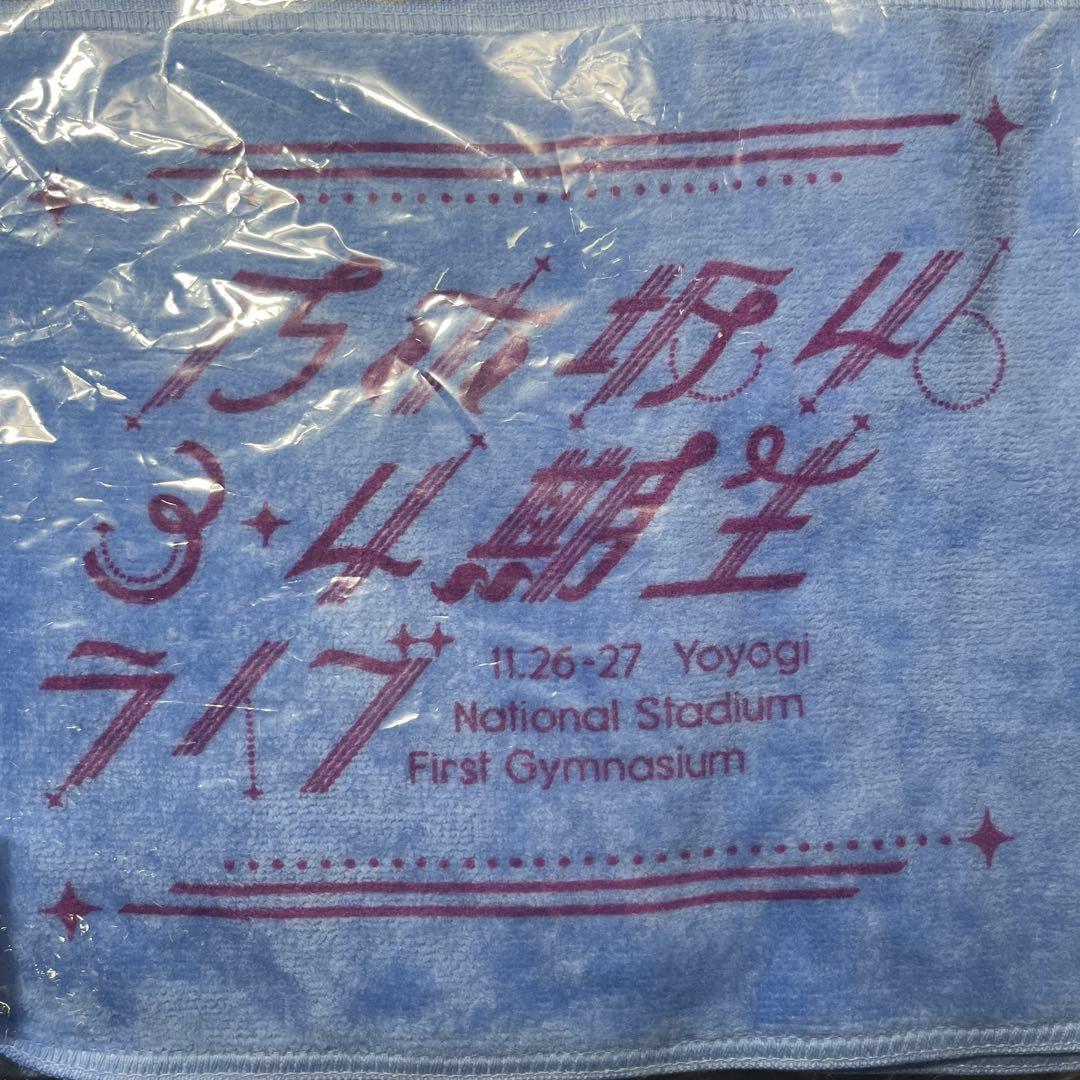 乃木坂46
3・4期生
ライブ
11.26-27 Yoyogi
National Stadium
First Gymnasium